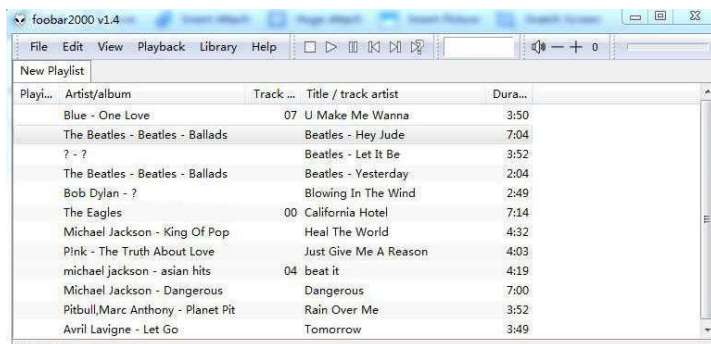 foobar2000 v1.4
File Edit View Playback Library Help 0
New Playlist
Playi... Artist/album Track ... Title / track artist Dura...
Blue - One Love 07 U Make Me Wanna 3:50
The Beatles - Beatles - Ballads Beatles - Hey Jude 7:04
? - ? Beatles - Let It Be 3:52
The Beatles - Beatles - Ballads Beatles - Yesterday 2:04
Bob Dylan - ? Blowing In The Wind 2:49
The Eagles 00 California Hotel 7:14
Michael Jackson - King Of Pop Heal The World 4:32
P!nk - The Truth About Love Just Give Me A Reason 4:03
michael jackson - asian hits 04 beat it 4:19
Michael Jackson - Dangerous Dangerous 7:00
Pitbull,Marc Anthony - Planet Pit Rain Over Me 3:52
Avril Lavigne - Let Go Tomorrow 3:49